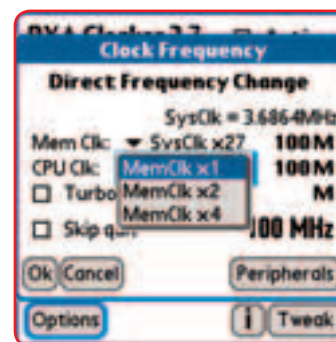 Clock Frequency
Direct Frequency Change
SysClk = 3.6864MHz
Mem Clk: SysClk x27 100M
CPU Clk: MemClk x1 100M
Turbo MemClk x2 M
MemClk x4
Skip 100 MHz
Ok Cancel Peripherals
Options i Tweak